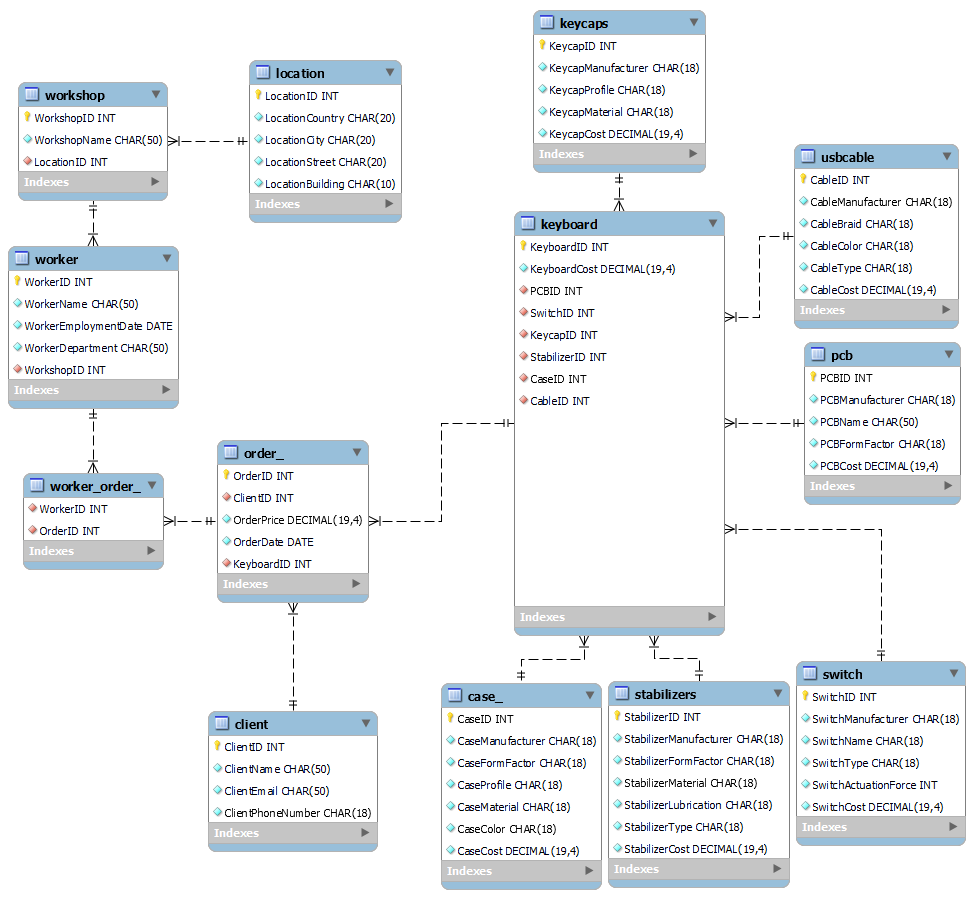 keycaps
KeycapID INT
KeycapManufacturer CHAR(18)
KeycapProfile CHAR(18)
KeycapMaterial CHAR(18)
KeycapCost DECIMAL(19,4)
Indexes
location
LocationID INT
LocationCountry CHAR(20)
LocationCity CHAR(20)
LocationStreet CHAR(20)
LocationBuilding CHAR(10)
Indexes
workshop
WorkshopID INT
WorkshopName CHAR(50)
LocationID INT
Indexes
usbcable
CableID INT
CableManufacturer CHAR(18)
CableBraid CHAR(18)
CableColor CHAR(18)
CableType CHAR(18)
CableCost DECIMAL(19,4)
Indexes
keyboard
KeyboardID INT
KeyboardCost DECIMAL(19,4)
PCBID INT
SwitchID INT
KeycapID INT
StabilizerID INT
CaseID INT
CableID INT
Indexes
worker
WorkerID INT
WorkerName CHAR(50)
WorkerEmploymentDate DATE
WorkerDepartment CHAR(50)
WorkshopID INT
Indexes
pcb
PCBID INT
PCBManufacturer CHAR(18)
PCBName CHAR(50)
PCBFormFactor CHAR(18)
PCBCost DECIMAL(19,4)
Indexes
order_
OrderID INT
ClientID INT
OrderPrice DECIMAL(19,4)
OrderDate DATE
KeyboardID INT
Indexes
worker_order_
WorkerID INT
OrderID INT
Indexes
client
ClientID INT
ClientName CHAR(50)
ClientEmail CHAR(50)
ClientPhoneNumber CHAR(18)
Indexes
case_
CaseID INT
CaseManufacturer CHAR(18)
CaseFormFactor CHAR(18)
CaseProfile CHAR(18)
CaseMaterial CHAR(18)
CaseColor CHAR(18)
CaseCost DECIMAL(19,4)
Indexes
stabilizers
StabilizerID INT
StabilizerManufacturer CHAR(18)
StabilizerFormFactor CHAR(18)
StabilizerMaterial CHAR(18)
StabilizerLubrication CHAR(18)
StabilizerType CHAR(18)
StabilizerCost DECIMAL(19,4)
Indexes
switch
SwitchID INT
SwitchManufacturer CHAR(18)
SwitchName CHAR(18)
SwitchType CHAR(18)
SwitchActuationForce INT
SwitchCost DECIMAL(19,4)
Indexes